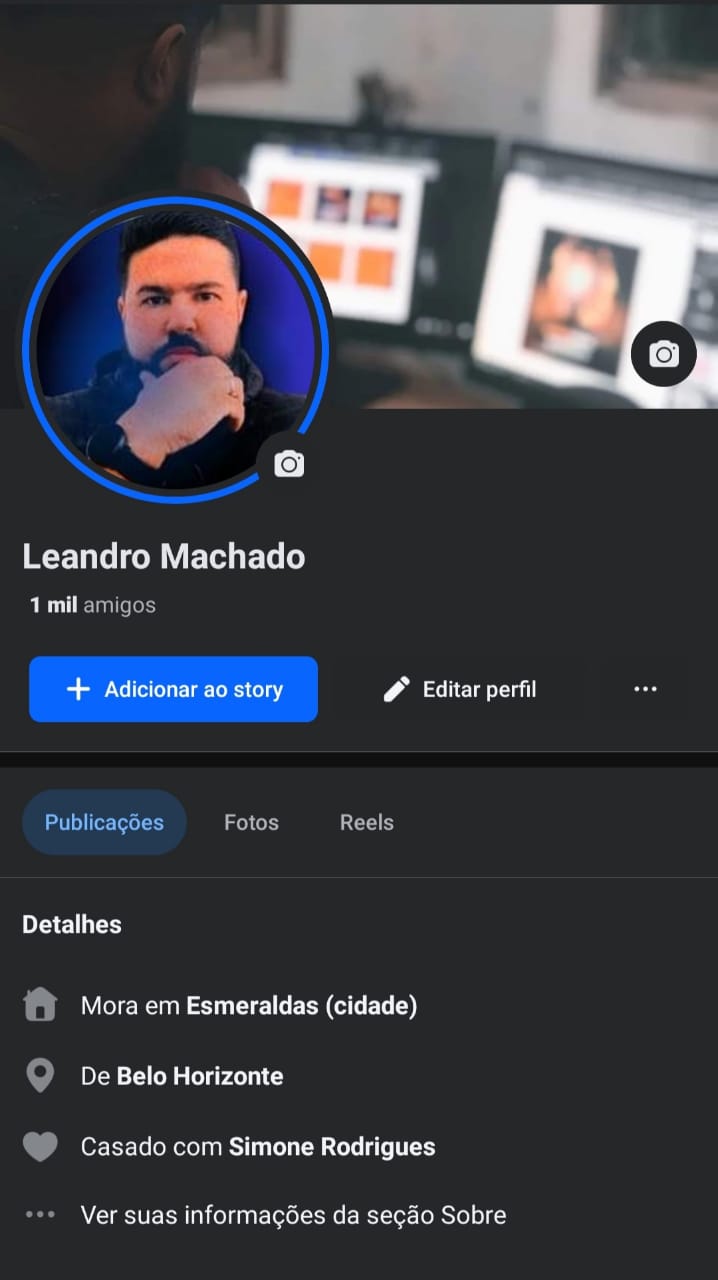 Leandro Machado
1 mil amigos
Adicionar ao story
Editar perfil
Publicações
Fotos
Reels
Detalhes
Mora em Esmeraldas (cidade)
De Belo Horizonte
Casado com Simone Rodrigues
Ver suas informações da seção Sobre